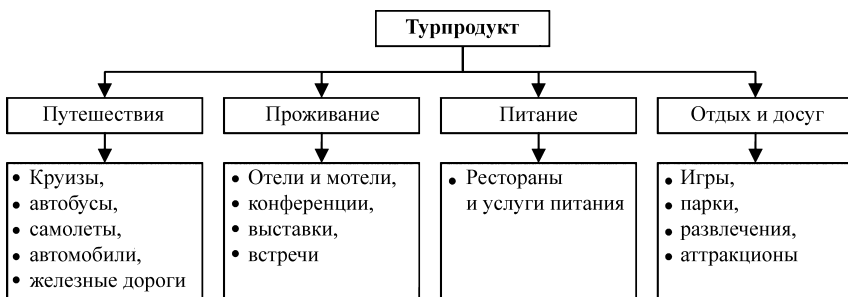 Турпродукт
Путешествия
Проживание
Питание
Отдых и досуг
• Круизы,
• автобусы,
• самолеты,
• автомобили,
• железные дороги
• Отели и мотели,
• конференции,
• выставки,
• встречи
• Рестораны
и услуги питания
• Игры,
• парки,
• развлечения,
• аттракционы